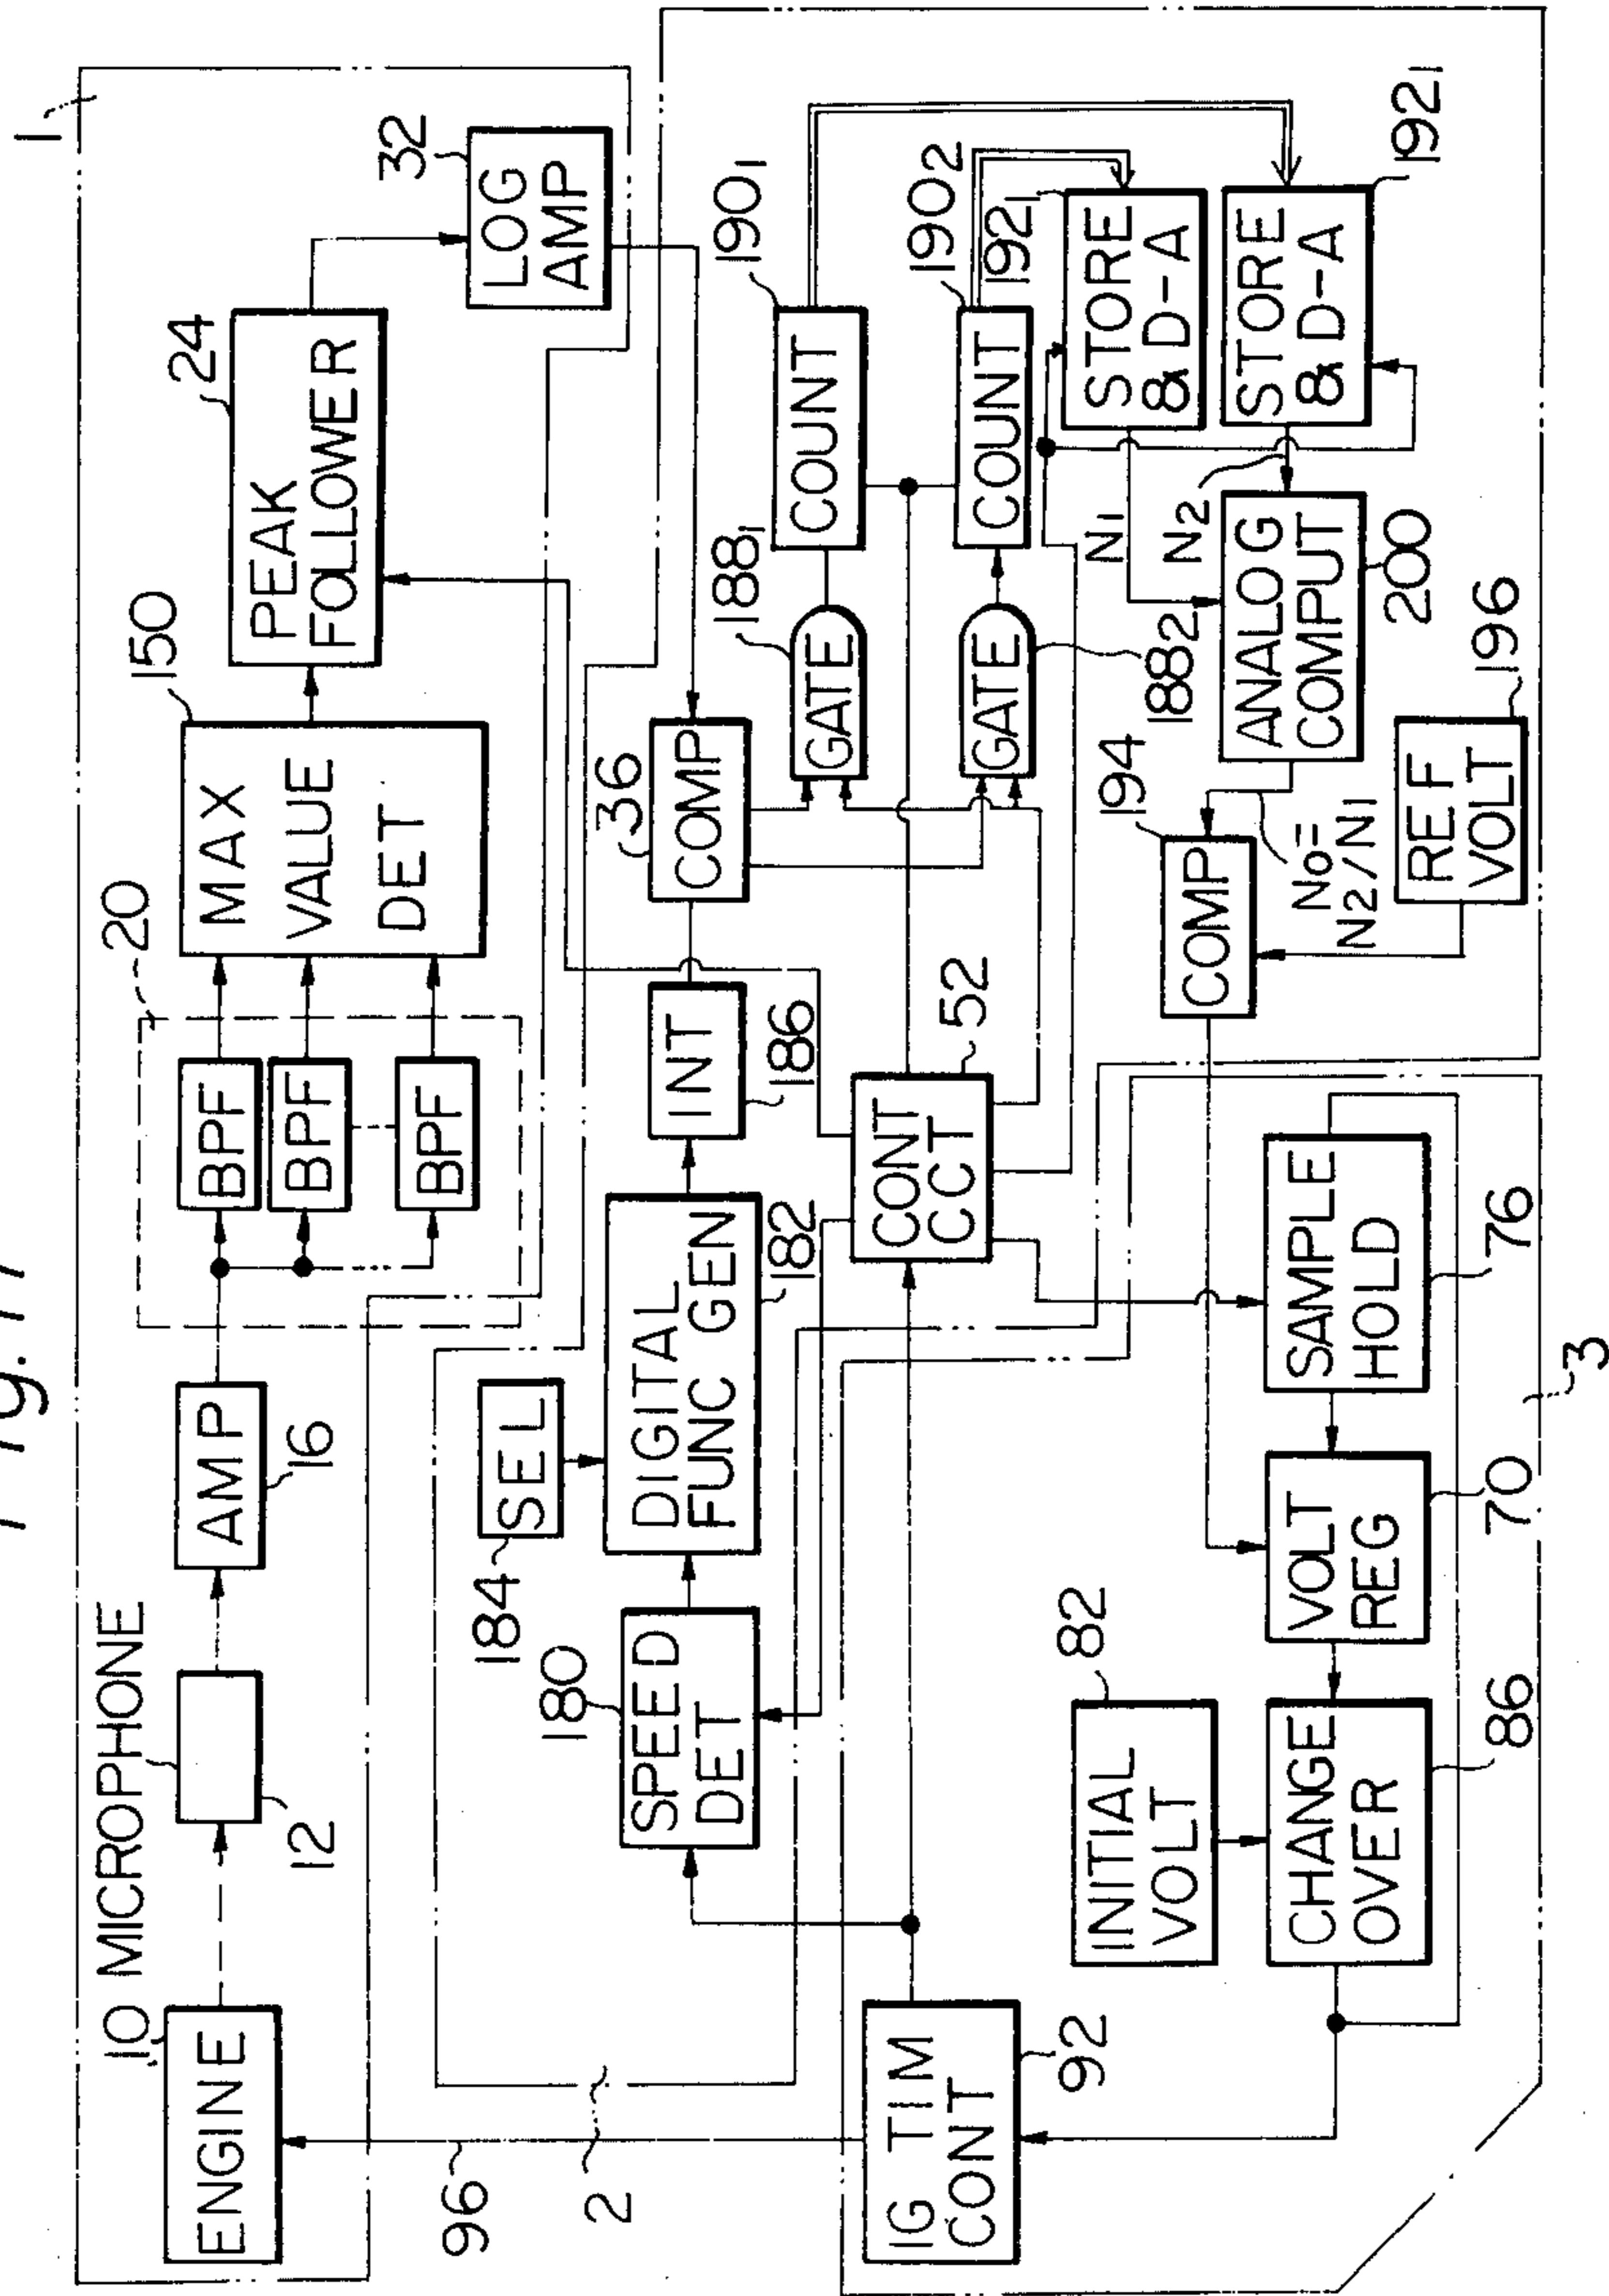 Fig. 17
1
10
MICROPHONE
ENGINE
12
AMP
16
20
BPF
BPF
BPF
150
MAX
VALUE
DET
24
PEAK
FOLLOWER
32
LOG
AMP
96
2
184
SEL
180
SPEED
DET
DIGITAL
FUNC GEN
182
INT
186
36
COMP
188₁
GATE
GATE
188₂
190₁
COUNT
190₂
COUNT
192₁
STORE
& D-A
STORE
& D-A
192₁
N₁
N₂
ANALOG
COMPUT
200
194
COMP
N₀=
N₂/N₁
REF
VOLT
196
CONT
CCT
52
IG TIM
CONT
92
82
INITIAL
VOLT
CHANGE
OVER
86
VOLT
REG
70
SAMPLE
HOLD
76
3